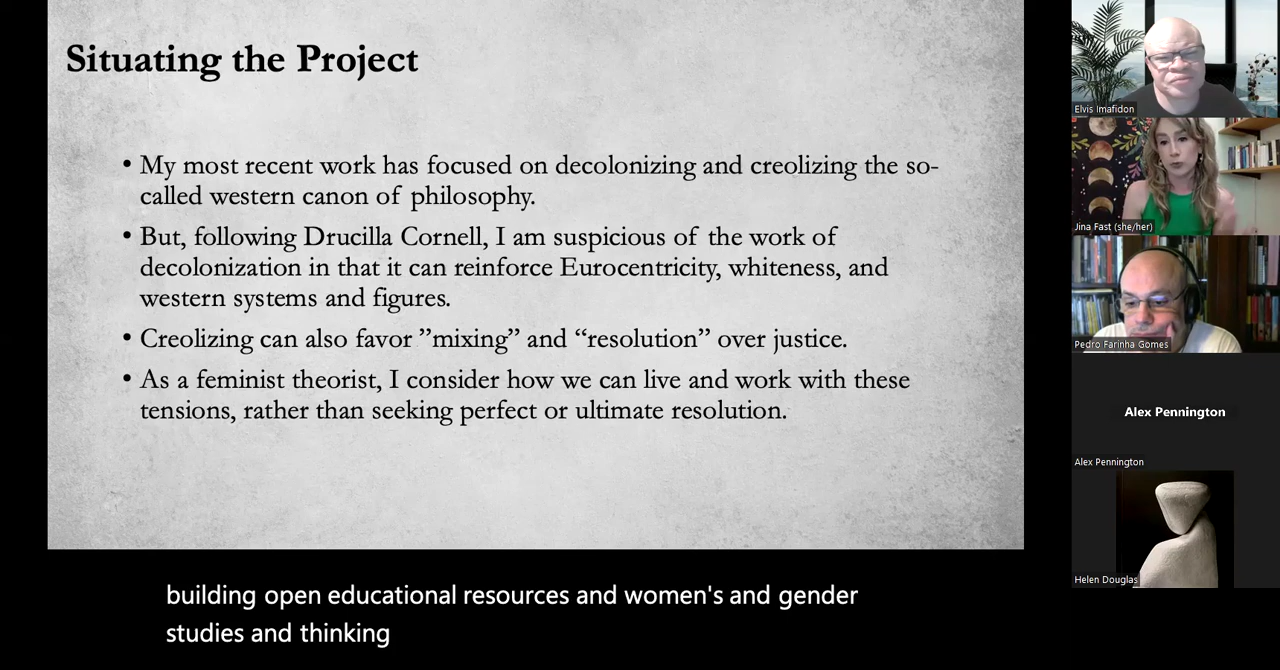 Situating the Project
• My most recent work has focused on decolonizing and creolizing the so-
called western canon of philosophy.
• But, following Drucilla Cornell, I am suspicious of the work of
decolonization in that it can reinforce Eurocentricity, whiteness, and
western systems and figures.
• Creolizing can also favor ”mixing” and “resolution” over justice.
• As a feminist theorist, I consider how we can live and work with these
tensions, rather than seeking perfect or ultimate resolution.
building open educational resources and women's and gender
studies and thinking
Elvis Imafidon
Jina Fast (she/her)
Pedro Farinha Gomes
Alex Pennington
Alex Pennington
Helen Douglas